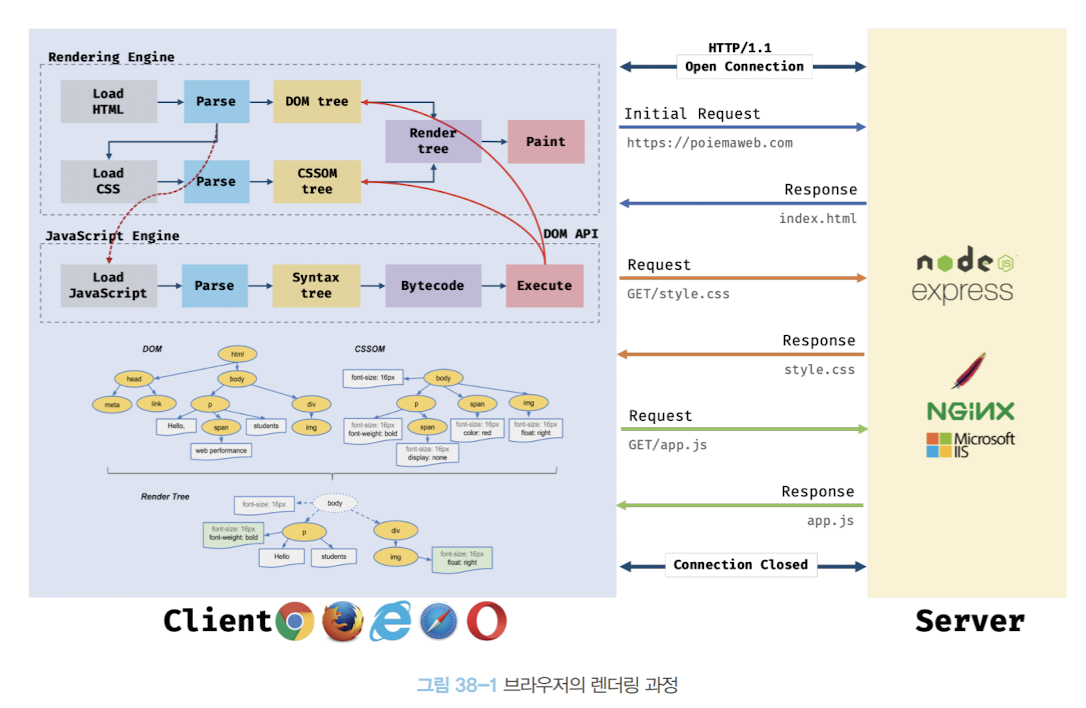 Rendering Engine
Load
HTML
Parse
DOM tree
Render
tree
Paint
Load
CSS
Parse
CSSOM
tree
JavaScript Engine
DOM API
Load
JavaScript
Parse
Syntax
tree
Bytecode
Execute
DOM
html
head
body
meta
link
p
div
Hello,
span
students
img
web performance
CSSOM
font-size: 16px
body
p
span
img
font-size: 16px
font-weight: bold
span
font-size: 16px
color: red
font-size: 16px
float: right
font-size: 16px
display: none
Render Tree
font-size: 16px
body
font-size: 16px
font-weight: bold
p
div
Hello
students
img
font-size: 16px
float: right
HTTP/1.1
Open Connection
Initial Request
https://poiemaweb.com
Response
index.html
Request
GET/style.css
Response
style.css
Request
GET/app.js
Response
app.js
Connection Closed
node
JS
express
NGINX
Microsoft
IIS
Client
Server
그림 38-1 브라우저의 렌더링 과정